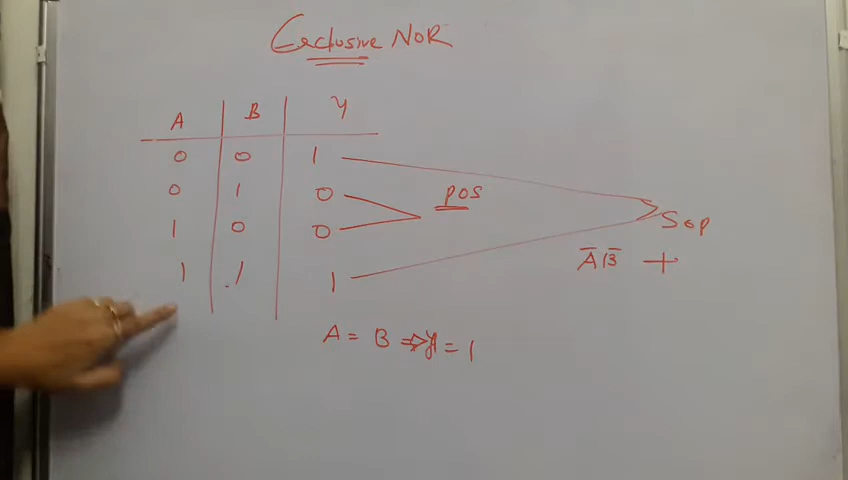 Exclusive NOR
A B Y
0 0 1
0 1 0
1 0 0
1 1 1
POS
SOP
A̅ B̅ +
A = B ⇒ Y = 1